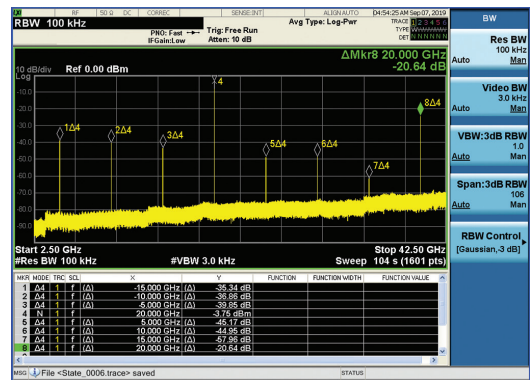 RF 50 Ω DC CORREC SENSE:INT ALIGN AUTO 04:54:25 AM Sep 07, 2019
RBW 100 kHz Avg Type: Log-Pwr TRACE 1 2 3 4 5 6
PNO: Fast Trig: Free Run TYPE
IFGain:Low Atten: 10 dB DET N N N N N N
BW
Res BW
100 kHz
Auto Man
Video BW
3.0 kHz
Auto Man
VBW:3dB RBW
1.0
Auto Man
Span:3dB RBW
106
Auto Man
RBW Control
[Gaussian,-3 dB]
ΔMkr8 20.000 GHz
-20.64 dB
10 dB/div Ref 0.00 dBm
Log
-10.0
-20.0
-30.0
-40.0
-50.0
-60.0
-70.0
-80.0
-90.0
4
1Δ4
2Δ4
3Δ4
5Δ4
6Δ4
7Δ4
8Δ4
Start 2.50 GHz Stop 42.50 GHz
#Res BW 100 kHz #VBW 3.0 kHz Sweep 104 s (1601 pts)
MKR MODE TRC SCL X Y FUNCTION FUNCTION WIDTH FUNCTION VALUE
1 Δ4 1 f (Δ) -15.000 GHz (Δ) -35.34 dB
2 Δ4 1 f (Δ) -10.000 GHz (Δ) -36.86 dB
3 Δ4 1 f (Δ) -5.000 GHz (Δ) -39.85 dB
4 N 1 f 20.000 GHz -3.75 dBm
5 Δ4 1 f (Δ) 5.000 GHz (Δ) -45.17 dB
6 Δ4 1 f (Δ) 10.000 GHz (Δ) -44.95 dB
7 Δ4 1 f (Δ) 15.000 GHz (Δ) -57.96 dB
8 Δ4 1 f (Δ) 20.000 GHz (Δ) -20.64 dB
MSG File <State_0006.trace> saved STATUS